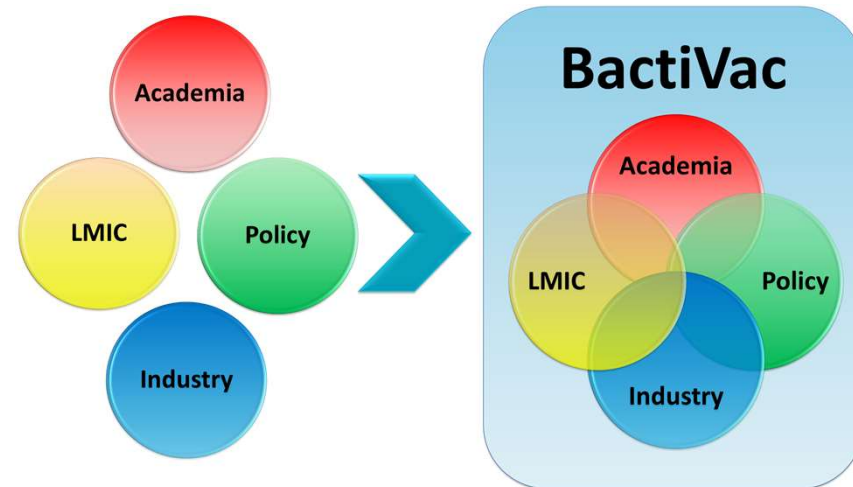 Academia
LMIC
Policy
Industry
BactiVac
Academia
LMIC
Policy
Industry